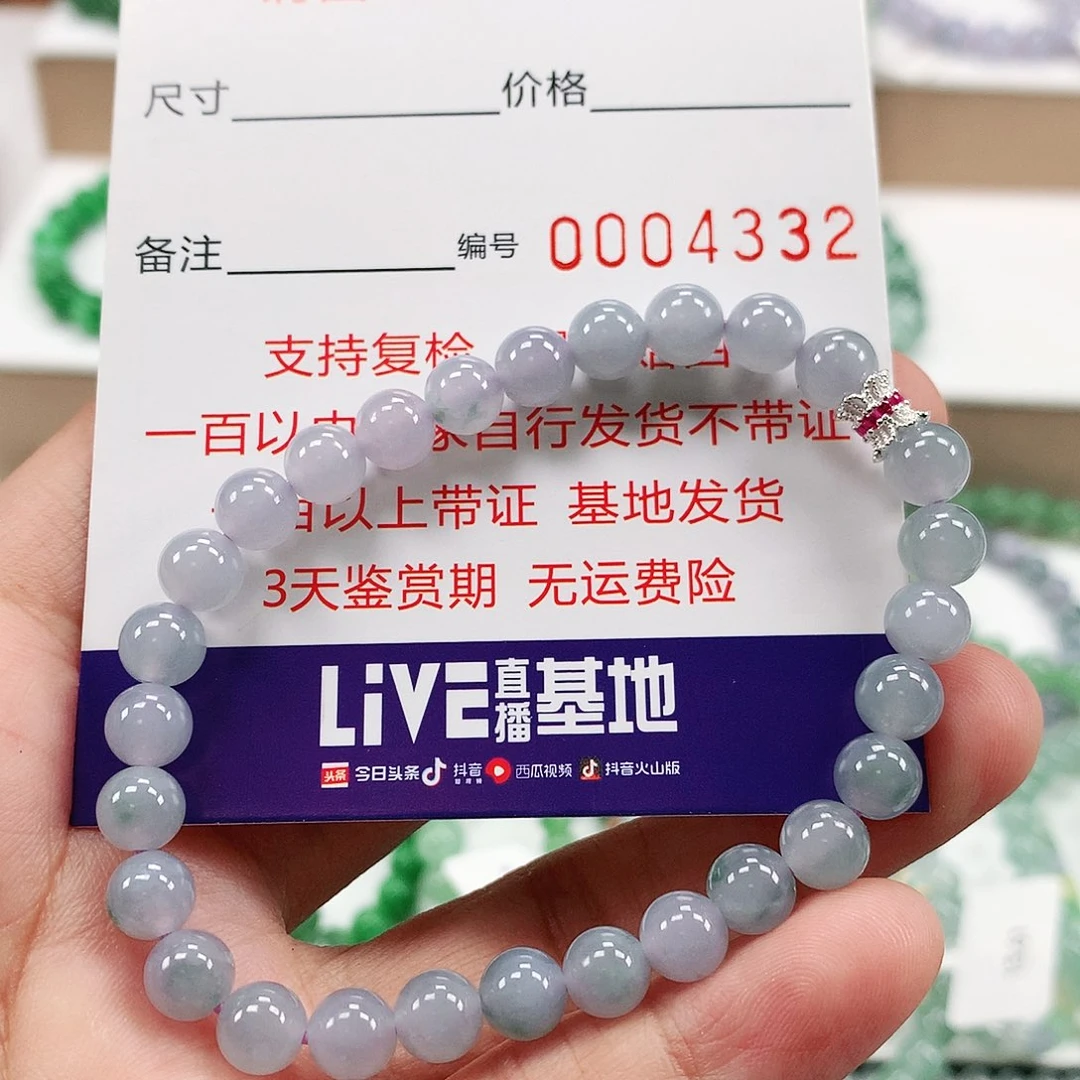 尺寸 价格
备注 编号 0004332
支持复检
一百以内 家自行发货不带证
百以上带证 基地发货
3天鉴赏期 无运费险
LiVE直播基地
头条 今日头条 抖音 西瓜视频 抖音火山版